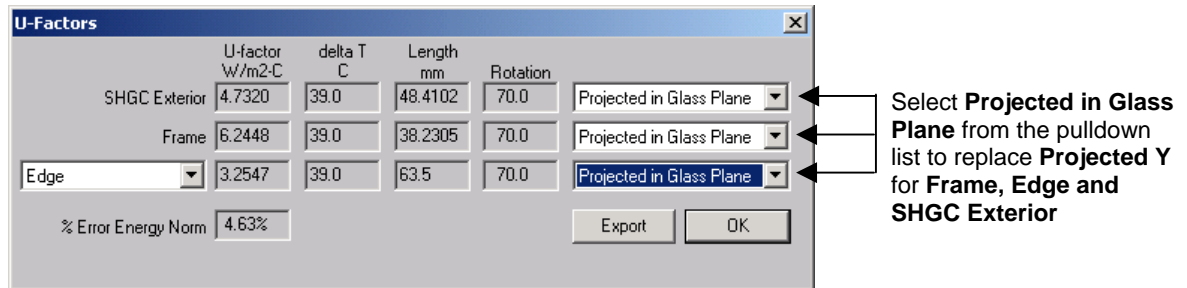 U-Factors
U-factor delta T Length
W/m2-C C mm Rotation
SHGC Exterior 4.7320 39.0 48.4102 70.0 Projected in Glass Plane
Frame 6.2448 39.0 38.2305 70.0 Projected in Glass Plane
Edge 3.2547 39.0 63.5 70.0 Projected in Glass Plane
% Error Energy Norm 4.63% Export OK
Select Projected in Glass
Plane from the pulldown
list to replace Projected Y
for Frame, Edge and
SHGC Exterior